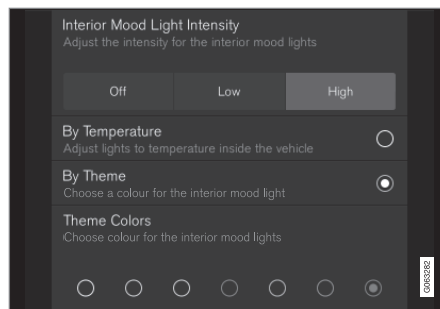 Interior Mood Light Intensity
Adjust the intensity for the interior mood lights
Off Low High
By Temperature
Adjust lights to temperature inside the vehicle
By Theme
Choose a colour for the interior mood light
Theme Colors
Choose colour for the interior mood lights
G063282